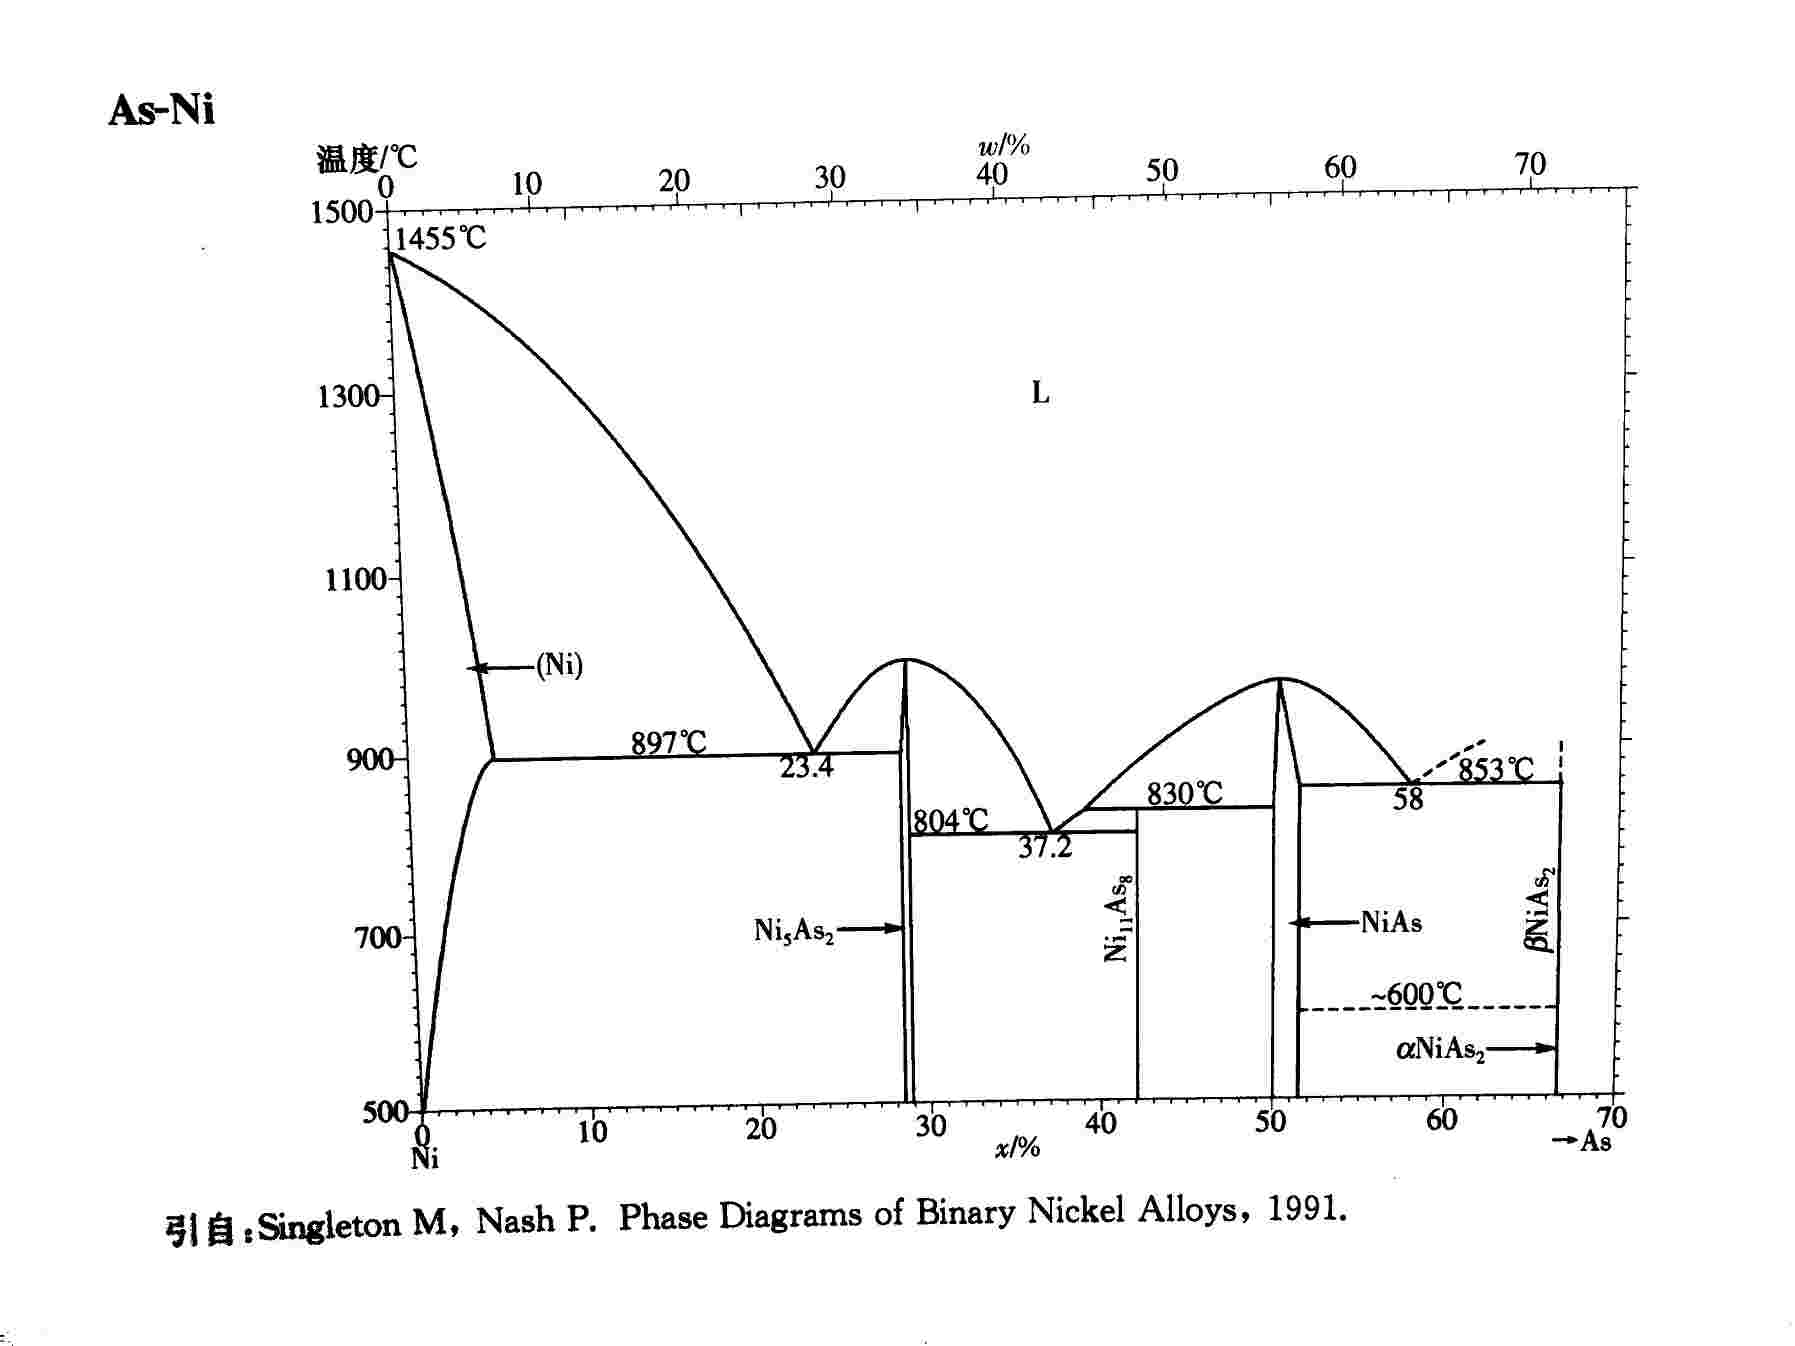 As-Ni
温度/℃
w/%
0 10 20 30 40 50 60 70
1500
1455℃
1300
L
1100
(Ni)
900
897℃
23.4
853℃
58
830℃
804℃
37.2
Ni₅As₂
Ni₁₁As₈
NiAs
βNiAs₂
700
~600℃
αNiAs₂
500
0 10 20 30 40 50 60 70
Ni
x/%
→As
引自:Singleton M, Nash P. Phase Diagrams of Binary Nickel Alloys, 1991.